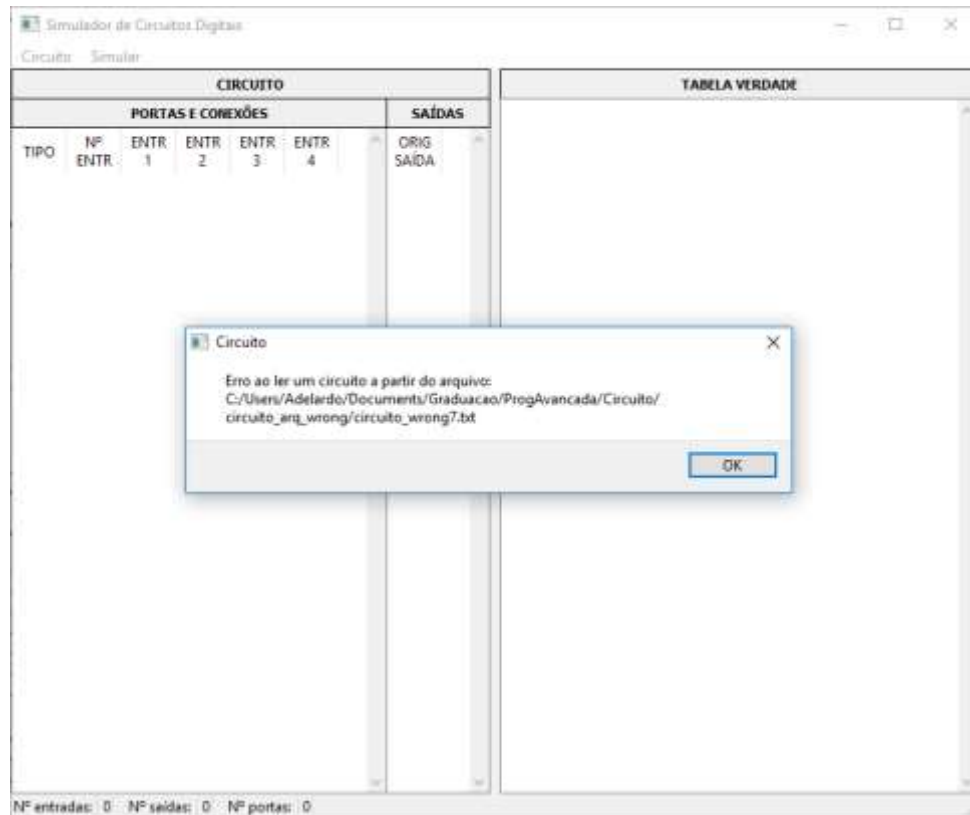 Simulador de Circuitos Digitais
Circuito Simular
CIRCUITO
TABELA VERDADE
PORTAS E CONEXÕES
SAÍDAS
TIPO
Nº
ENTR
ENTR
1
ENTR
2
ENTR
3
ENTR
4
ORIG
SAÍDA
Circuito
Erro ao ler um circuito a partir do arquivo:
C:/Users/Adelardo/Documents/Graduacao/ProgAvancada/Circuito/
circuito_arq_wrong/circuito_wrong7.txt
OK
Nº entradas: 0 Nº saídas: 0 Nº portas: 0